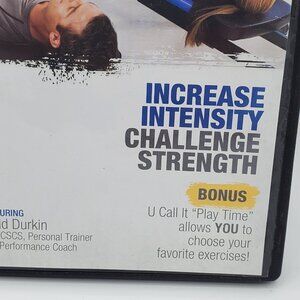 INCREASE
INTENSITY
CHALLENGE
STRENGTH
BONUS
U Call It "Play Time"
allows YOU to
choose your
favorite exercises!
Durkin
CSCS, Personal Trainer
Performance Coach